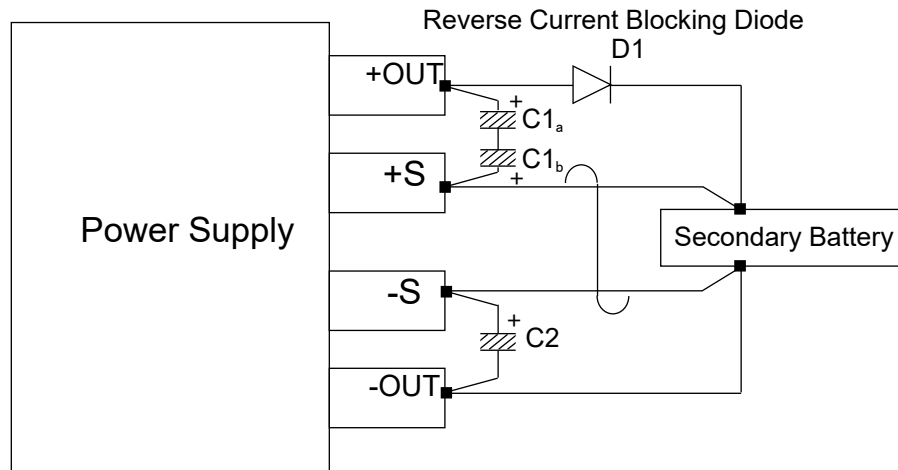 Reverse Current Blocking Diode
D1
+OUT
+
C1a
C1b
+
+S
Power Supply
Secondary Battery
-S
+
C2
-OUT